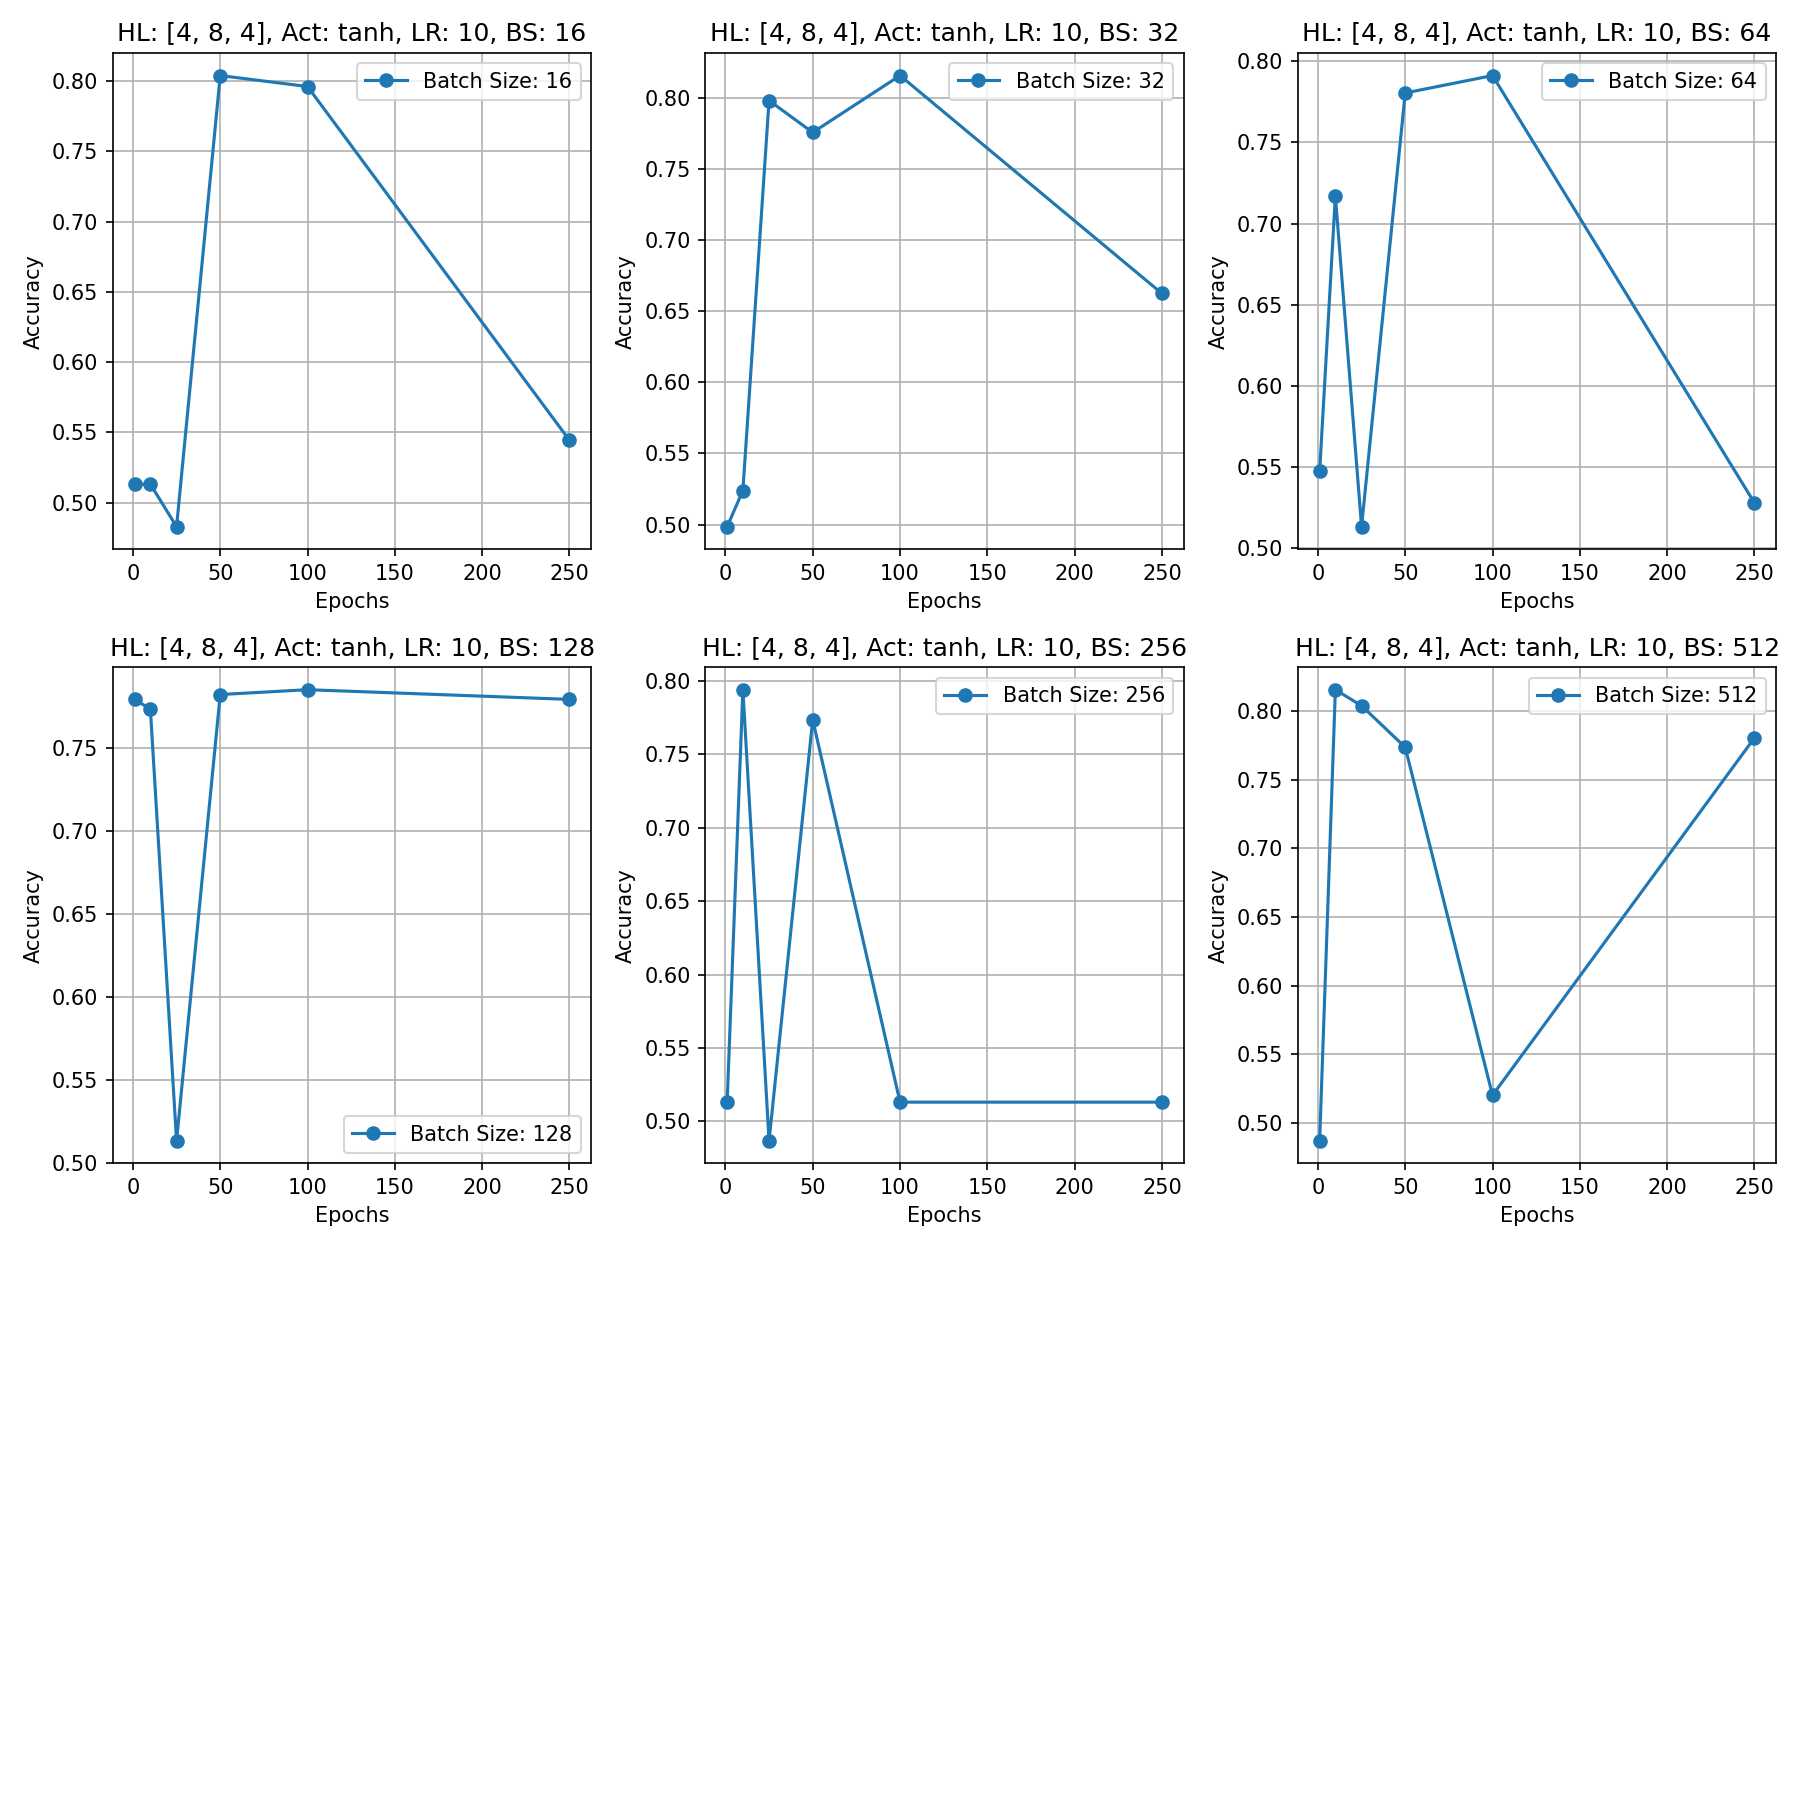 HL: [4, 8, 4], Act: tanh, LR: 10, BS: 16
Batch Size: 16
0.80
0.75
0.70
0.65
0.60
0.55
0.50
Accuracy
0 50 100 150 200 250
Epochs
HL: [4, 8, 4], Act: tanh, LR: 10, BS: 32
Batch Size: 32
0.80
0.75
0.70
0.65
0.60
0.55
0.50
Accuracy
0 50 100 150 200 250
Epochs
HL: [4, 8, 4], Act: tanh, LR: 10, BS: 64
Batch Size: 64
0.80
0.75
0.70
0.65
0.60
0.55
0.50
Accuracy
0 50 100 150 200 250
Epochs
HL: [4, 8, 4], Act: tanh, LR: 10, BS: 128
0.75
0.70
0.65
0.60
0.55
0.50
Accuracy
Batch Size: 128
0 50 100 150 200 250
Epochs
HL: [4, 8, 4], Act: tanh, LR: 10, BS: 256
Batch Size: 256
0.80
0.75
0.70
0.65
0.60
0.55
0.50
Accuracy
0 50 100 150 200 250
Epochs
HL: [4, 8, 4], Act: tanh, LR: 10, BS: 512
Batch Size: 512
0.80
0.75
0.70
0.65
0.60
0.55
0.50
Accuracy
0 50 100 150 200 250
Epochs